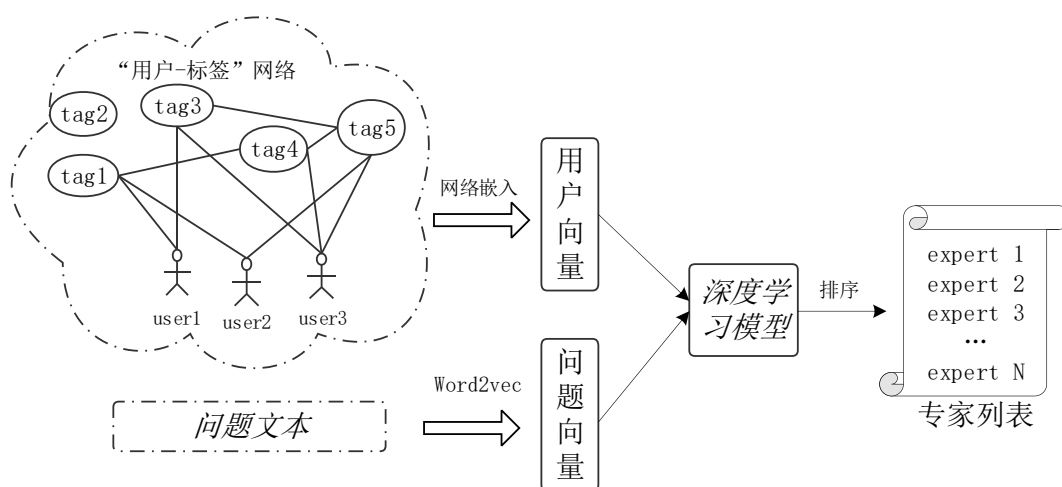 “用户-标签”网络
tag3
tag2
tag5
tag4
tag1
user1
user2
user3
网络嵌入
用户向量
问题文本
Word2vec
问题向量
深度学
习模型
排序
expert 1
expert 2
expert 3
…
expert N
专家列表